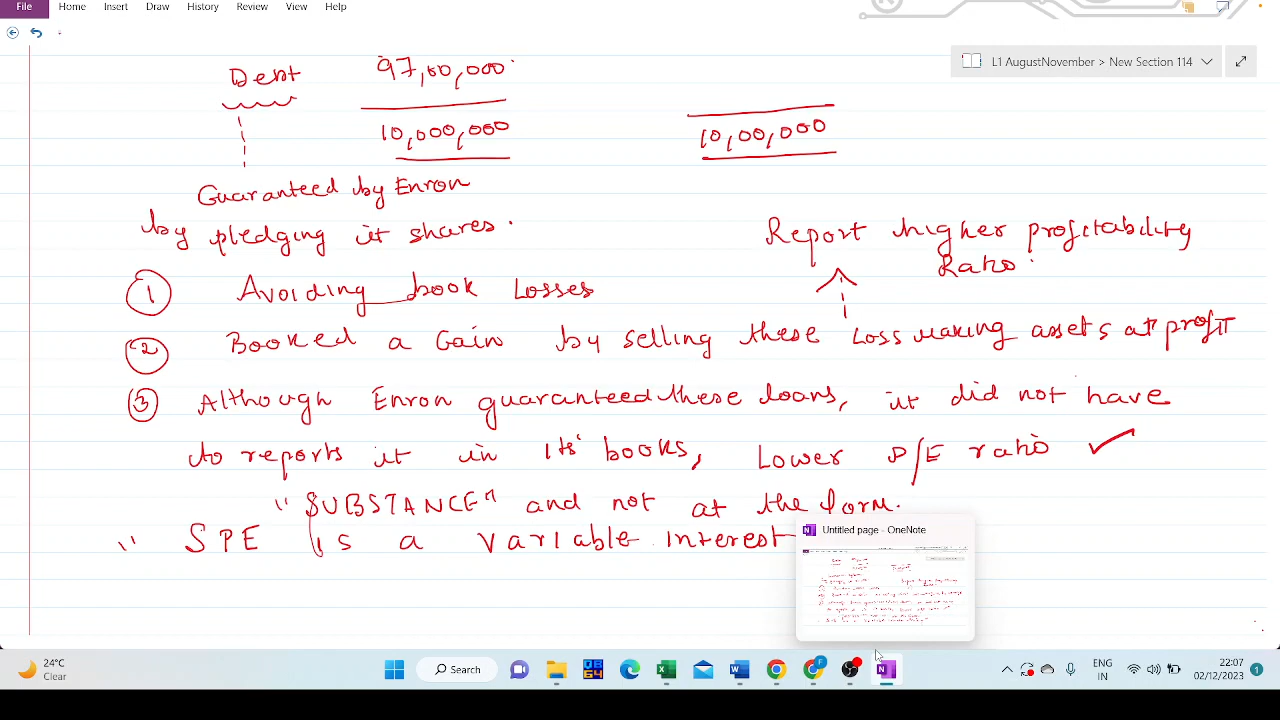 File Home Insert Draw History Review View Help
L1 AugustNovember > New Section 114
Debt 97,00,000
10,000,000 10,00,000
Guaranteed by Enron
by pledging it shares.
Report higher profitability
Ratio.
1 Avoiding book Losses
2 Booked a Gain by selling these Loss making assets at profit
3 Although Enron guaranteed these loans, it did not have
to reports it in its books, Lower D/E ratio
"SUBSTANCE" and not at the form.
" SPE is a variable interest
Untitled page - OneNote
24°C
Clear
Search
ENG
IN
22:07
02/12/2023